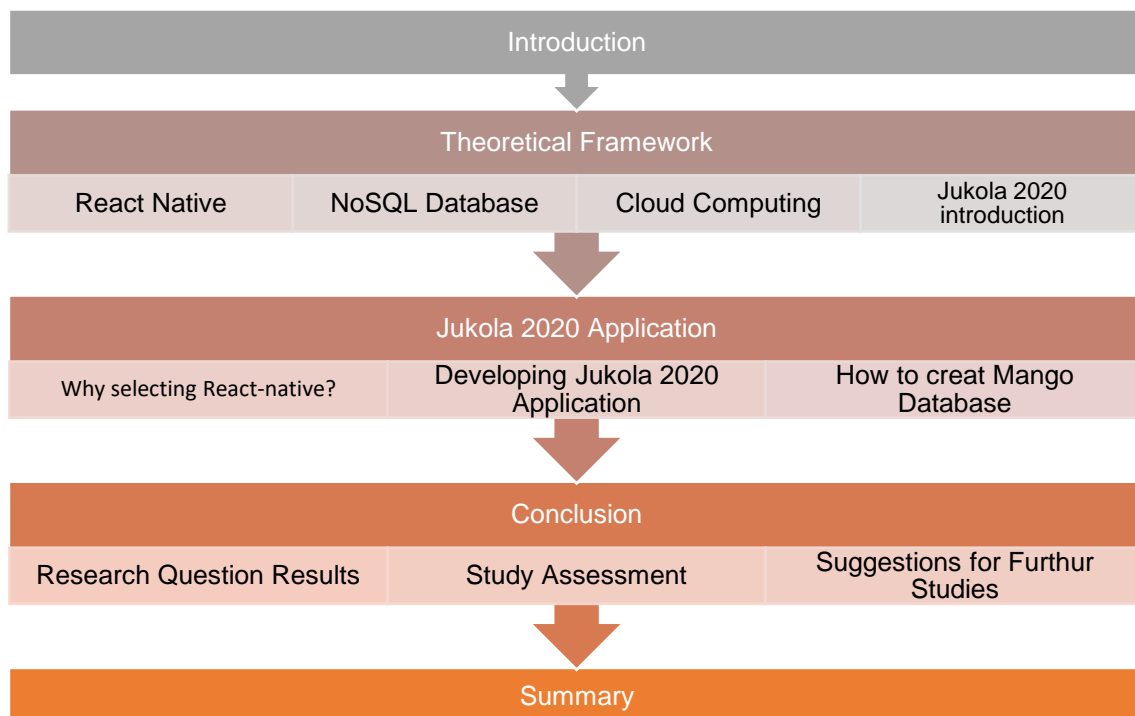 Introduction
Theoretical Framework
React Native
NoSQL Database
Cloud Computing
Jukola 2020
introduction
Jukola 2020 Application
Why selecting React-native?
Developing Jukola 2020
Application
How to creat Mango
Database
Conclusion
Research Question Results
Study Assessment
Suggestions for Furthur
Studies
Summary